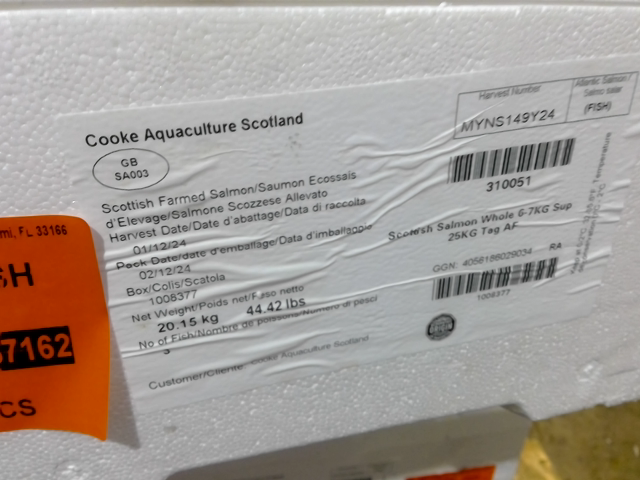 Cooke Aquaculture Scotland
GB
SA003
Scottish Farmed Salmon/Saumon Ecossais
d'Elevage/Salmone Scozzese Allevato
Harvest Date/Date d'abattage/Data di raccolta
01/12/24
Pack Date/date d'emballage/Data d'imballaggio
02/12/24
Box/Colis/Scatola
1008377
Net Weight/Poids net/Peso netto
20.15 kg 44.42 lbs
No of Fish/Nombre de poissons/Numero di pesci
3
Customer/Cliente Cooke Aquaculture Scotland
Harvest Number
MYNS149Y24
Atlantic Salmon/
Salmo salar
(FISH)
310051
Scottish Salmon Whole 6-7KG Sup
25KG Tag AF
GGN: 4056186029034 RA
1008377
mi, FL 33166
H
7162
CS